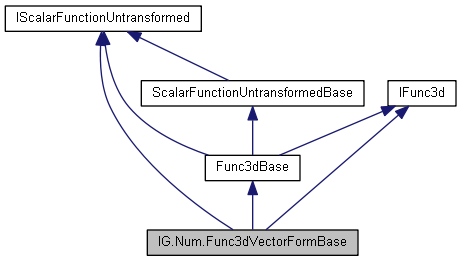 IScalarFunctionUntransformed
ScalarFunctionUntransformedBase
IFunc3d
Func3dBase
IG.Num.Func3dVectorFormBase